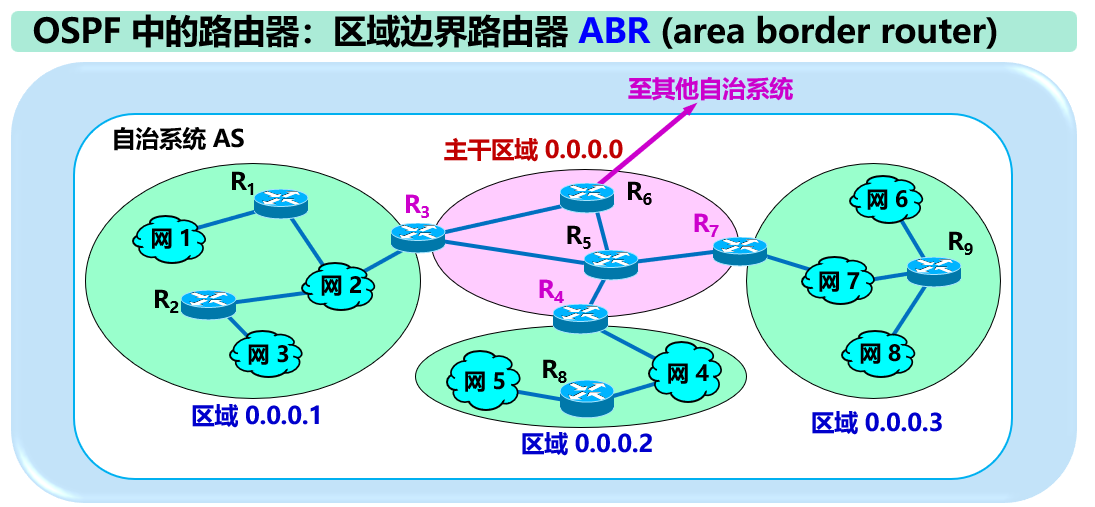 OSPF 中的路由器：区域边界路由器 ABR (area border router)
至其他自治系统
自治系统 AS
主干区域 0.0.0.0
R1
R3
R6
网 6
网 1
R5
R7
R9
R2
网 2
R4
网 7
网 3
网 8
网 5
R8
网 4
区域 0.0.0.1
区域 0.0.0.2
区域 0.0.0.3